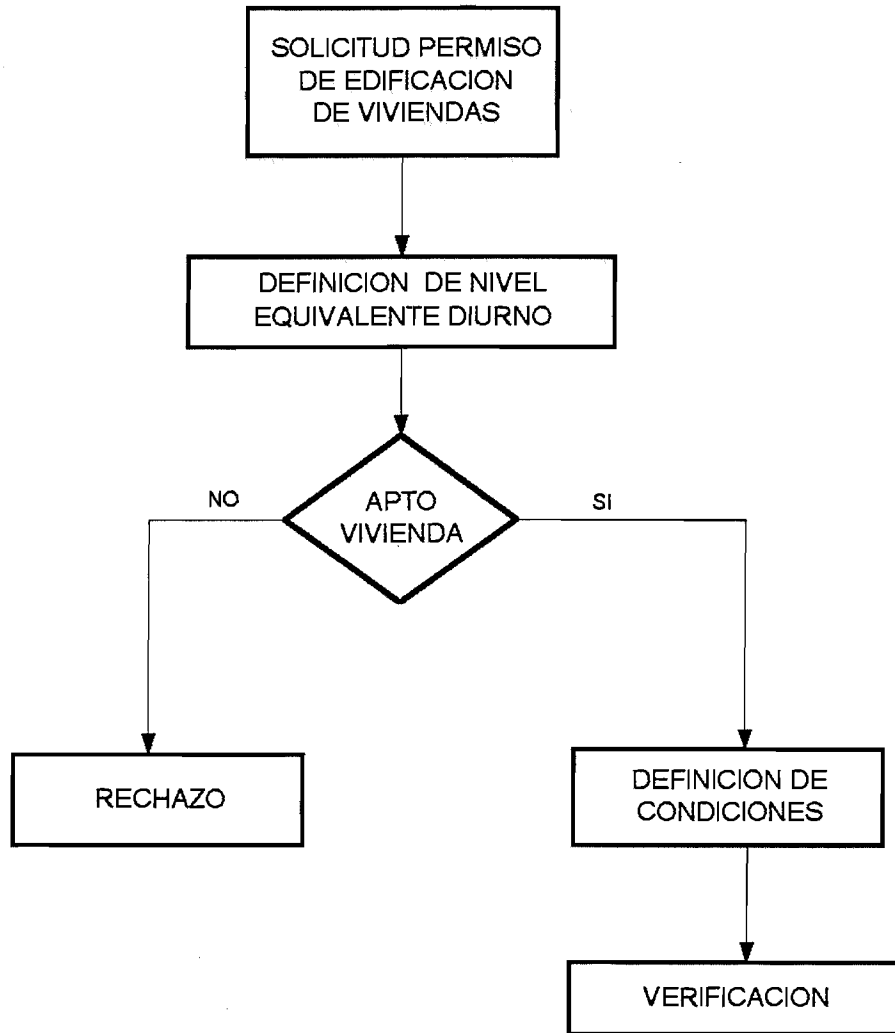 SOLICITUD PERMISO
DE EDIFICACION
DE VIVIENDAS
DEFINICION DE NIVEL
EQUIVALENTE DIURNO
NO
APTO
VIVIENDA
SI
RECHAZO
DEFINICION DE
CONDICIONES
VERIFICACION